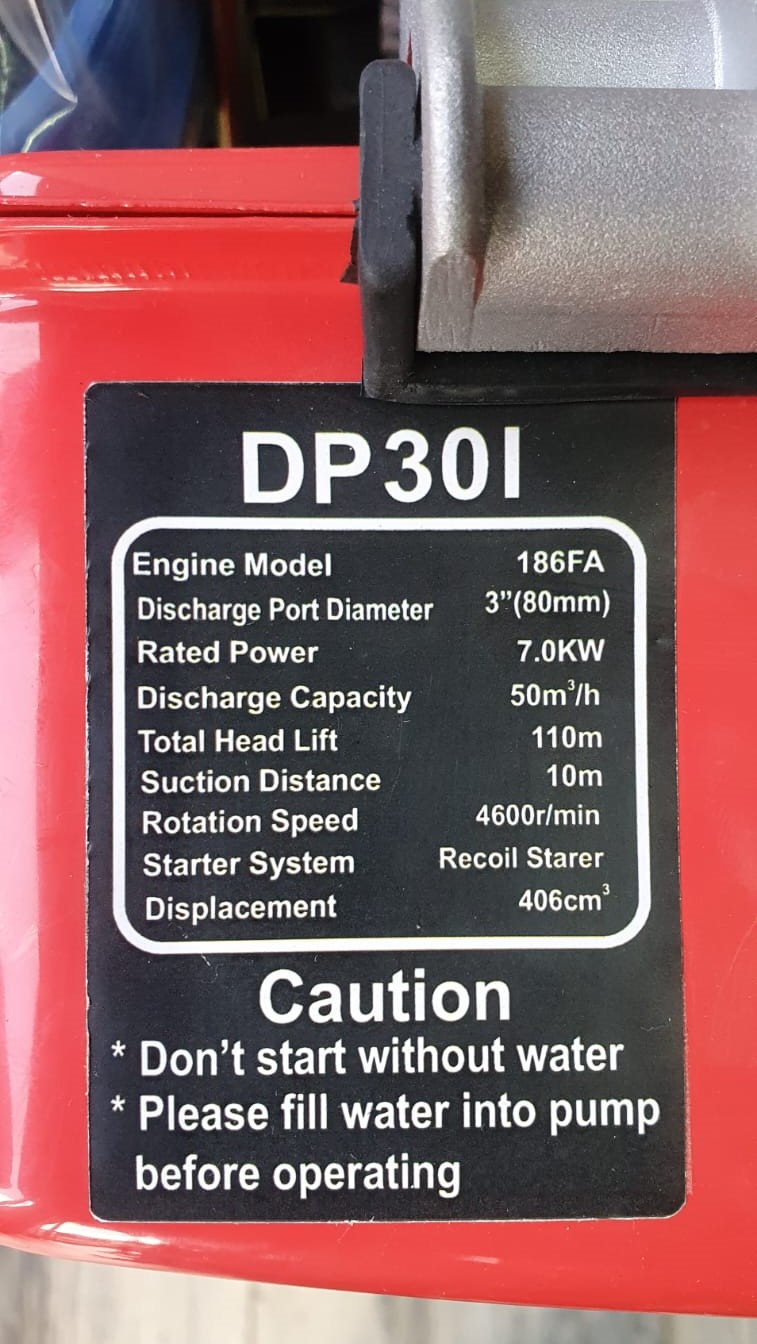 DP30I
Engine Model 186FA
Discharge Port Diameter 3”(80mm)
Rated Power 7.0KW
Discharge Capacity 50m³/h
Total Head Lift 110m
Suction Distance 10m
Rotation Speed 4600r/min
Starter System Recoil Starer
Displacement 406cm³
Caution
* Don’t start without water
* Please fill water into pump
before operating